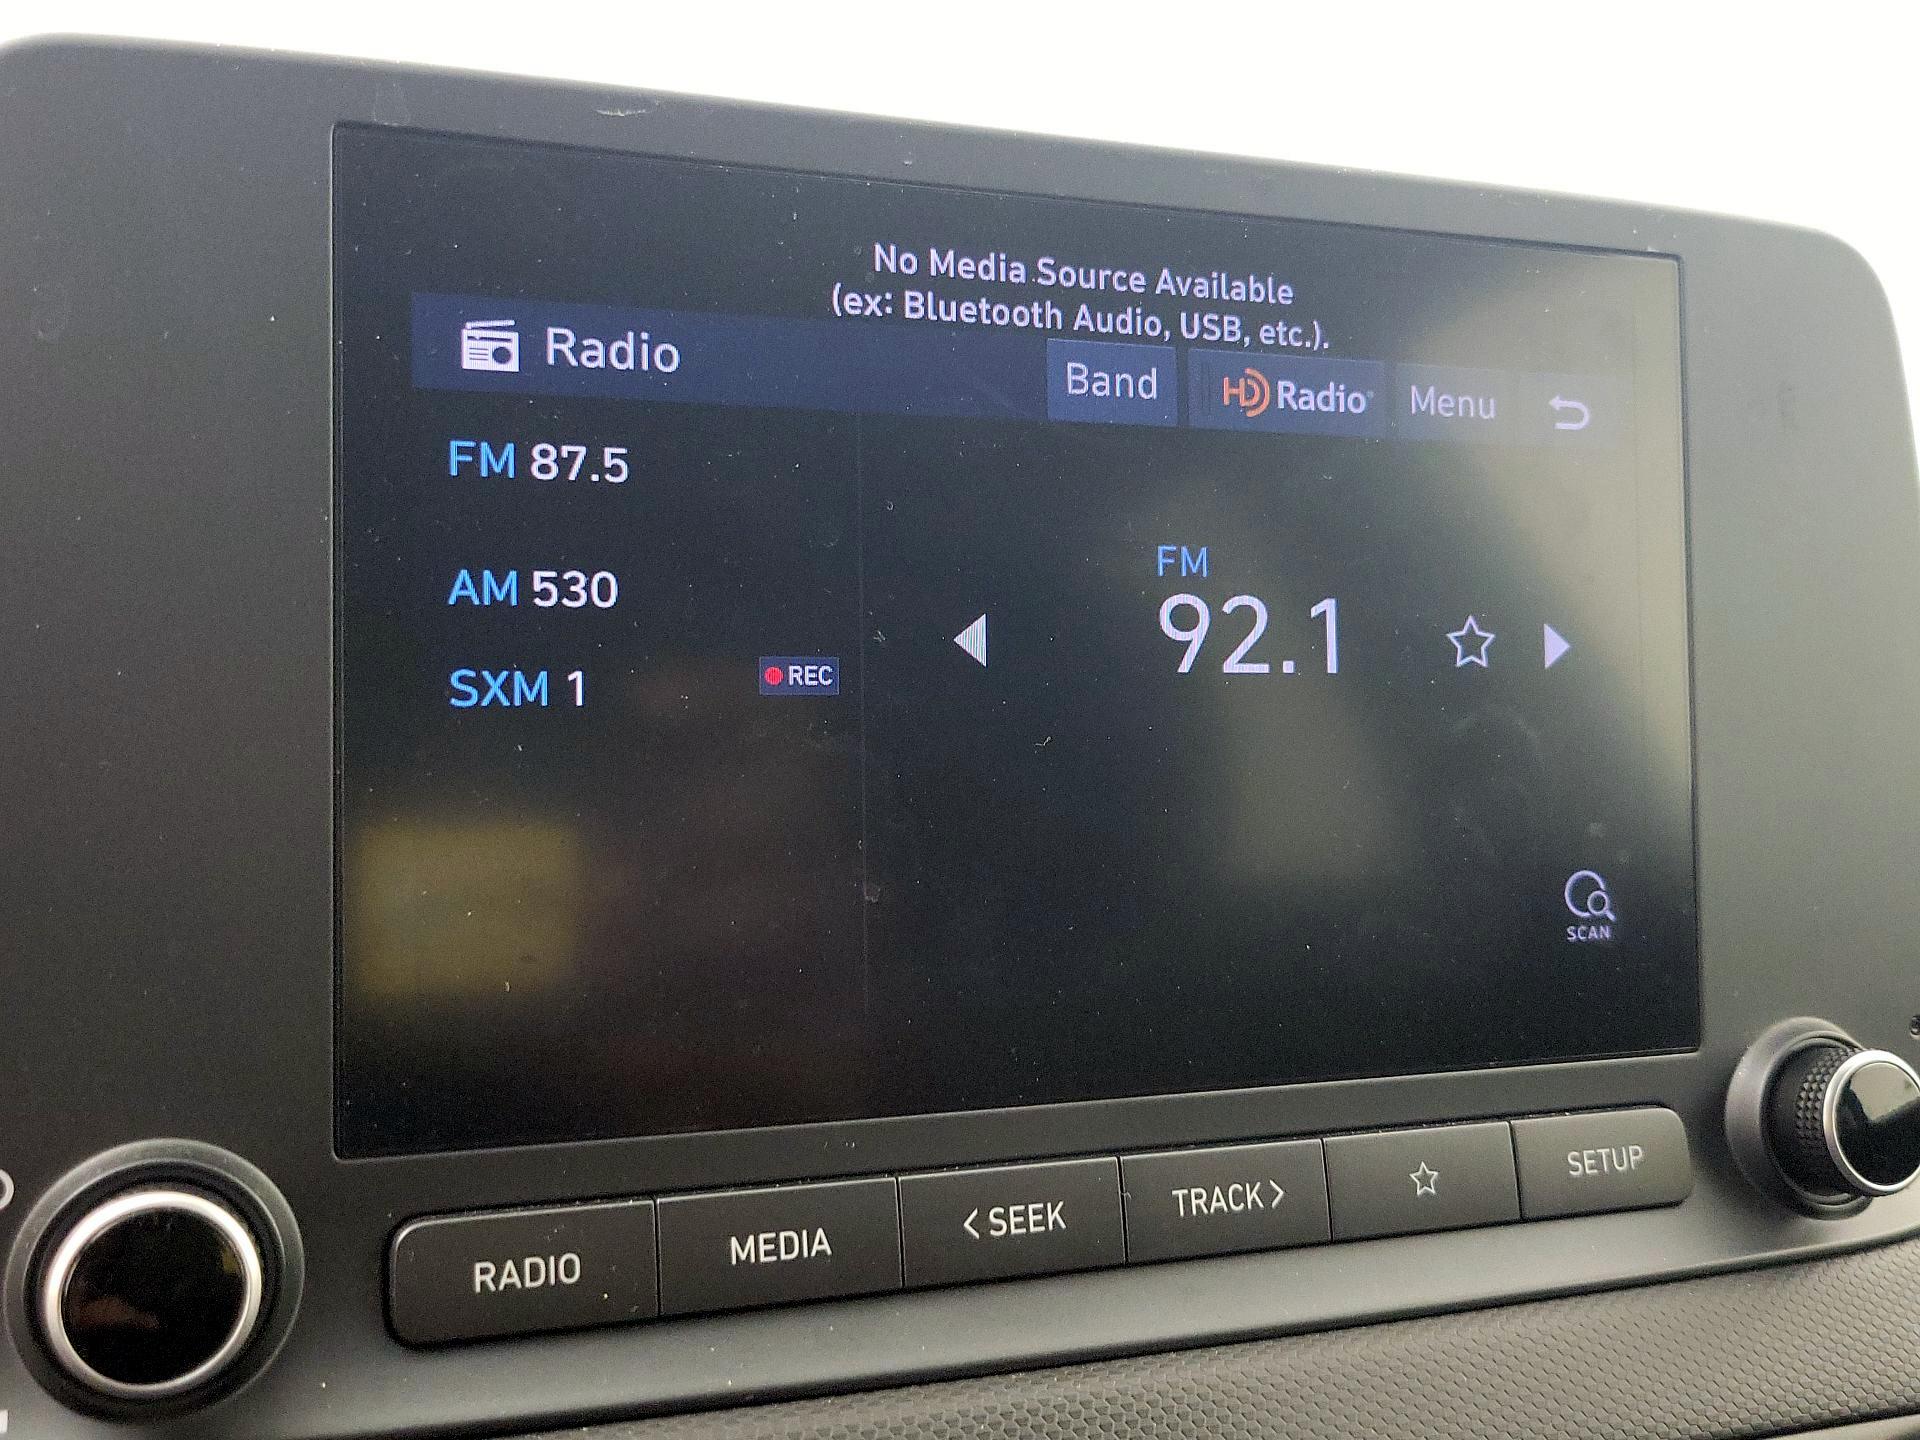 No Media Source Available
(ex: Bluetooth Audio, USB, etc.).
Radio
Band
HD Radio
Menu
FM 87.5
AM 530
SXM 1
REC
FM
92.1
SCAN
RADIO
MEDIA
< SEEK
TRACK >
SETUP